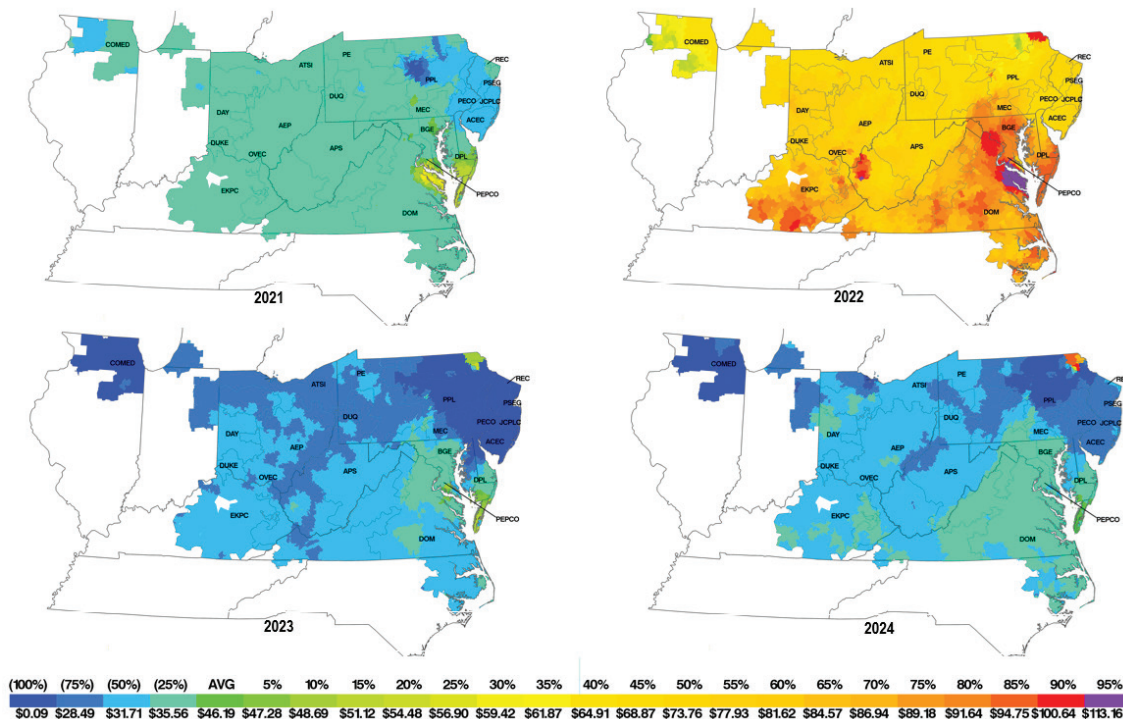 COMED
PE
ATSI
REC
PPL
PSEG
DUQ
DAY
MEC
PECO JCPLC
AEP
ACEC
BGE
DUKE
OVEC
APS
DPL
EKPC
PEPCO
DOM
2021
COMED
PE
ATSI
REC
PPL
PSEG
DUQ
DAY
MEC
PECO JCPLC
AEP
ACEC
BGE
DUKE
OVEC
APS
DPL
EKPC
PEPCO
DOM
2022
COMED
PE
ATSI
REC
PPL
PSEG
DUQ
DAY
MEC
PECO JCPLC
AEP
ACEC
BGE
DUKE
OVEC
APS
DPL
EKPC
PEPCO
DOM
2023
COMED
PE
ATSI
RE
PPL
PSEG
DUQ
DAY
MEC
PECO JCPLC
AEP
ACEC
BGE
DUKE
OVEC
APS
DPL
EKPC
PEPCO
DOM
2024
(100%) (75%) (50%) (25%) AVG 5% 10% 15% 20% 25% 30% 35% 40% 45% 50% 55% 60% 65% 70% 75% 80% 85% 90% 95%
$0.09 $28.49 $31.71 $35.56 $46.19 $47.28 $48.69 $51.12 $54.48 $56.90 $59.42 $61.87 $64.91 $68.87 $73.76 $77.93 $81.62 $84.57 $86.94 $89.18 $91.64 $94.75 $101.64 $113.16